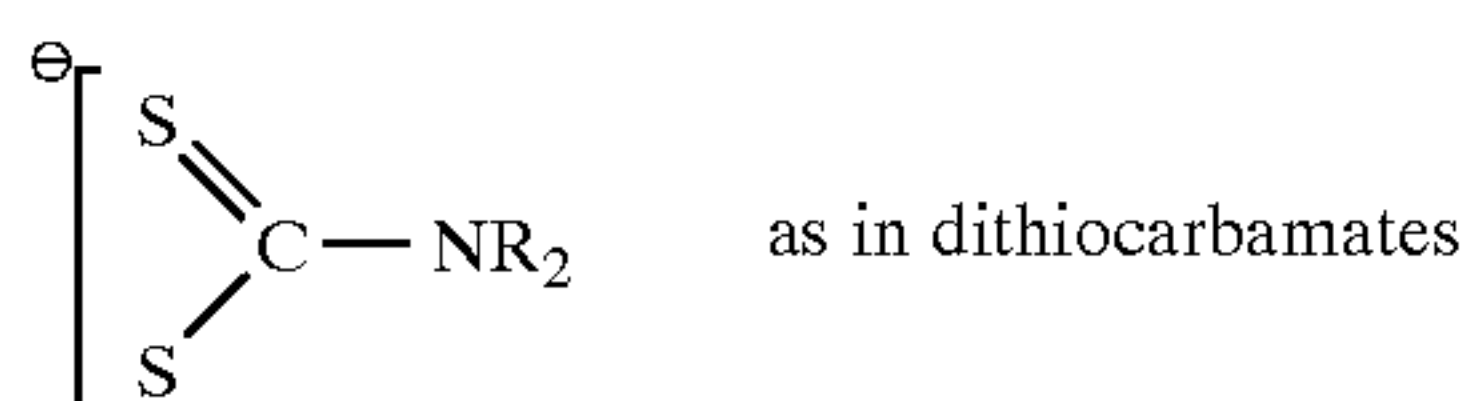 ⊖
S
C — NR₂ as in dithiocarbamates
S